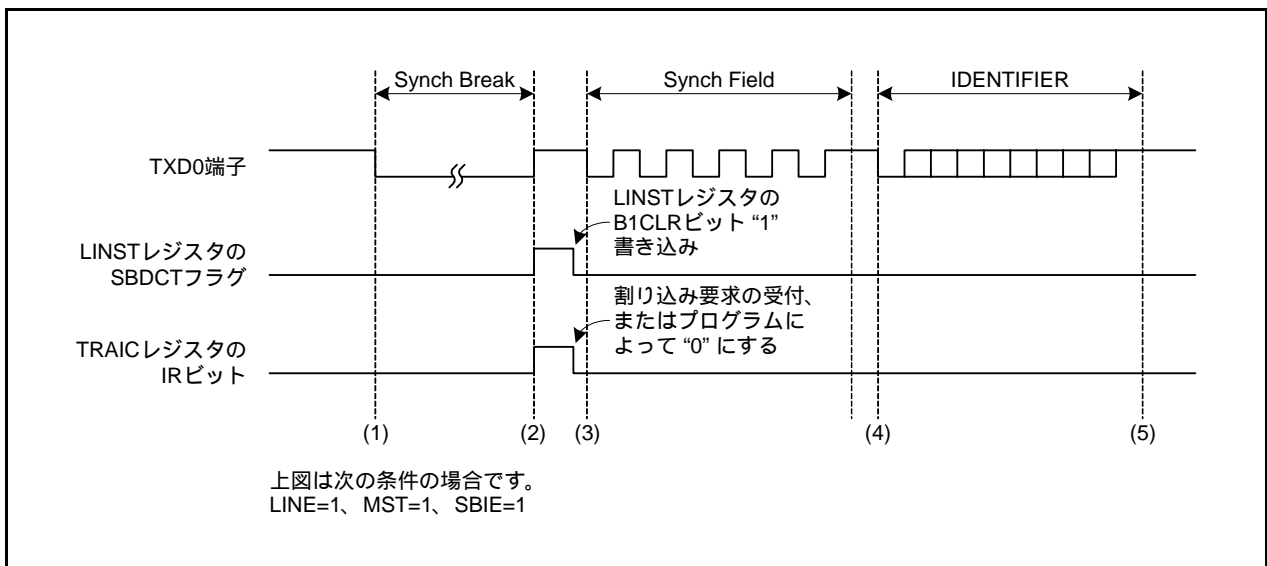 Synch Break
Synch Field
IDENTIFIER
TXD0端子
LINSTレジスタの
B1CLRビット “1”
書き込み
LINSTレジスタの
SBDCTフラグ
割り込み要求の受付、
またはプログラムに
よって “0” にする
TRAICレジスタの
IRビット
(1)
(2)
(3)
(4)
(5)
上図は次の条件の場合です。
LINE=1、MST=1、SBIE=1